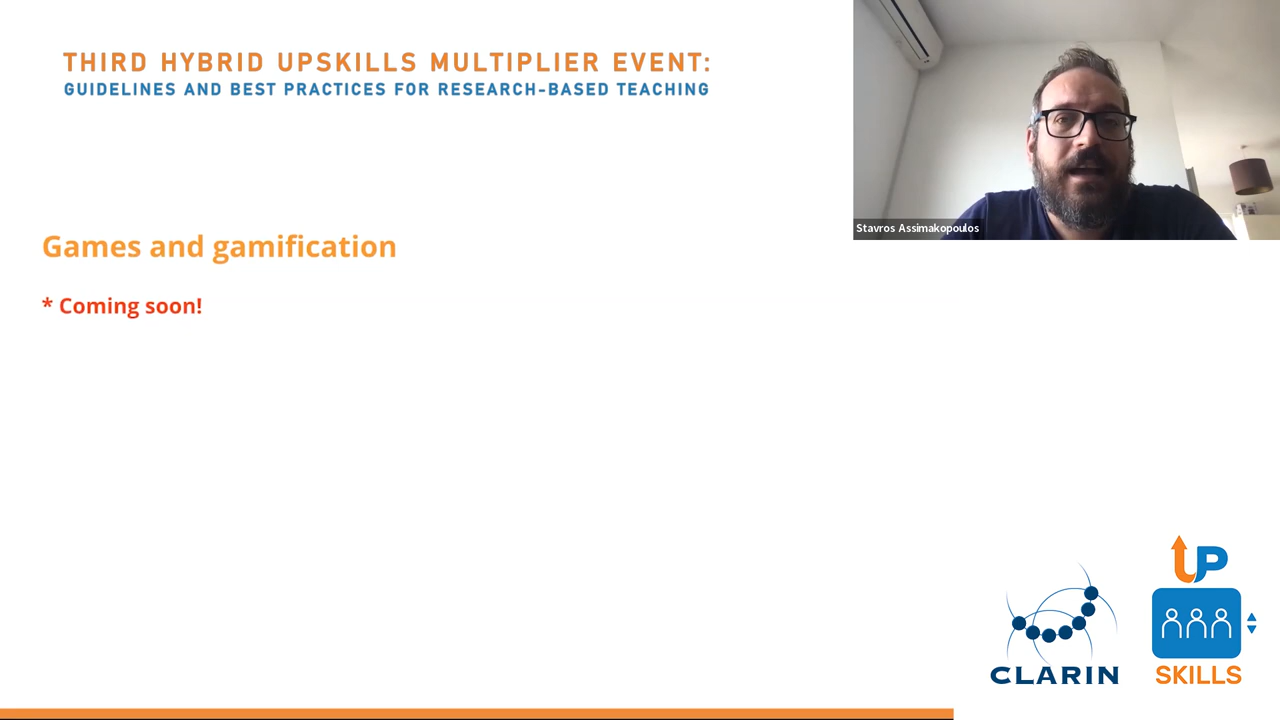 THIRD HYBRID UPSKILLS MULTIPLIER EVENT:
GUIDELINES AND BEST PRACTICES FOR RESEARCH-BASED TEACHING
Stavros Assimakopoulos
Games and gamification
* Coming soon!
CLARIN
UP
SKILLS